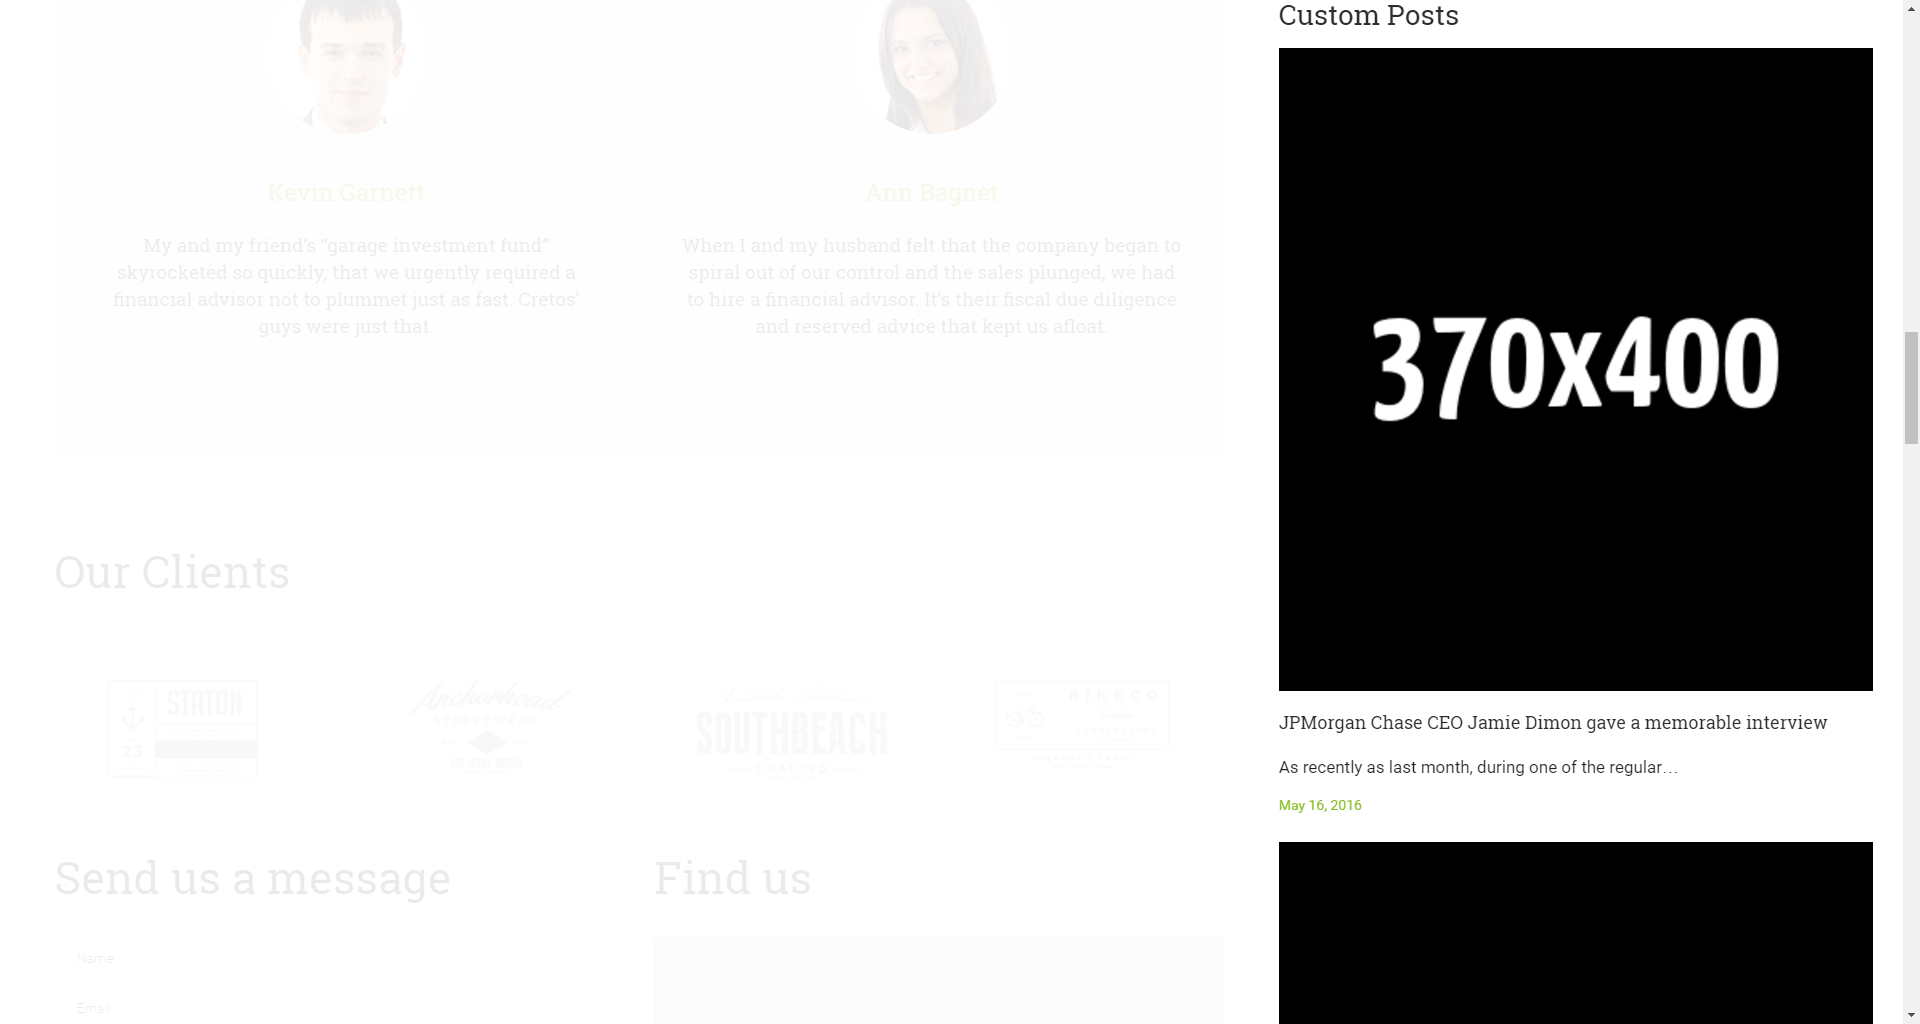 Custom Posts
370x400
Kevin Garnett
Ann Bagnet
My and my friend’s “garage investment fund”
skyrocketed so quickly, that we urgently required a
financial advisor not to plummet just as fast. Cretos’
guys were just that.
When I and my husband felt that the company began to
spiral out of our control and the sales plunged, we had
to hire a financial advisor. It’s their fiscal due diligence
and reserved advice that kept us afloat.
Our Clients
STATON
2.5
Anchorhead
STREETWEAR
SOUTHBEACH
CRAFTED
BIKECO
JPMorgan Chase CEO Jamie Dimon gave a memorable interview
As recently as last month, during one of the regular…
May 16, 2016
Send us a message
Find us
Name
Email